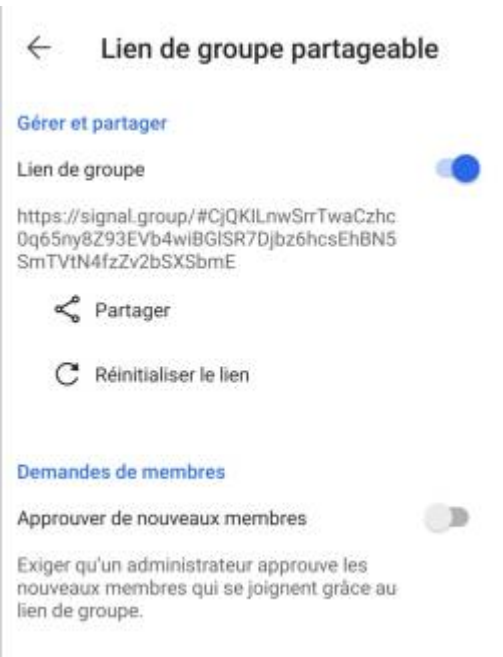 Lien de groupe partageable
Gérer et partager
Lien de groupe
https://signal.group/#CjQKILnwSrrTwaCzhc
0q65ny8Z93EVb4wiBGlSR7Djbz6hcsEhBN5
SmTVtN4fzZv2bSXSbmE
Partager
Réinitialiser le lien
Demandes de membres
Approuver de nouveaux membres
Exiger qu'un administrateur approuve les
nouveaux membres qui se joignent grâce au
lien de groupe.